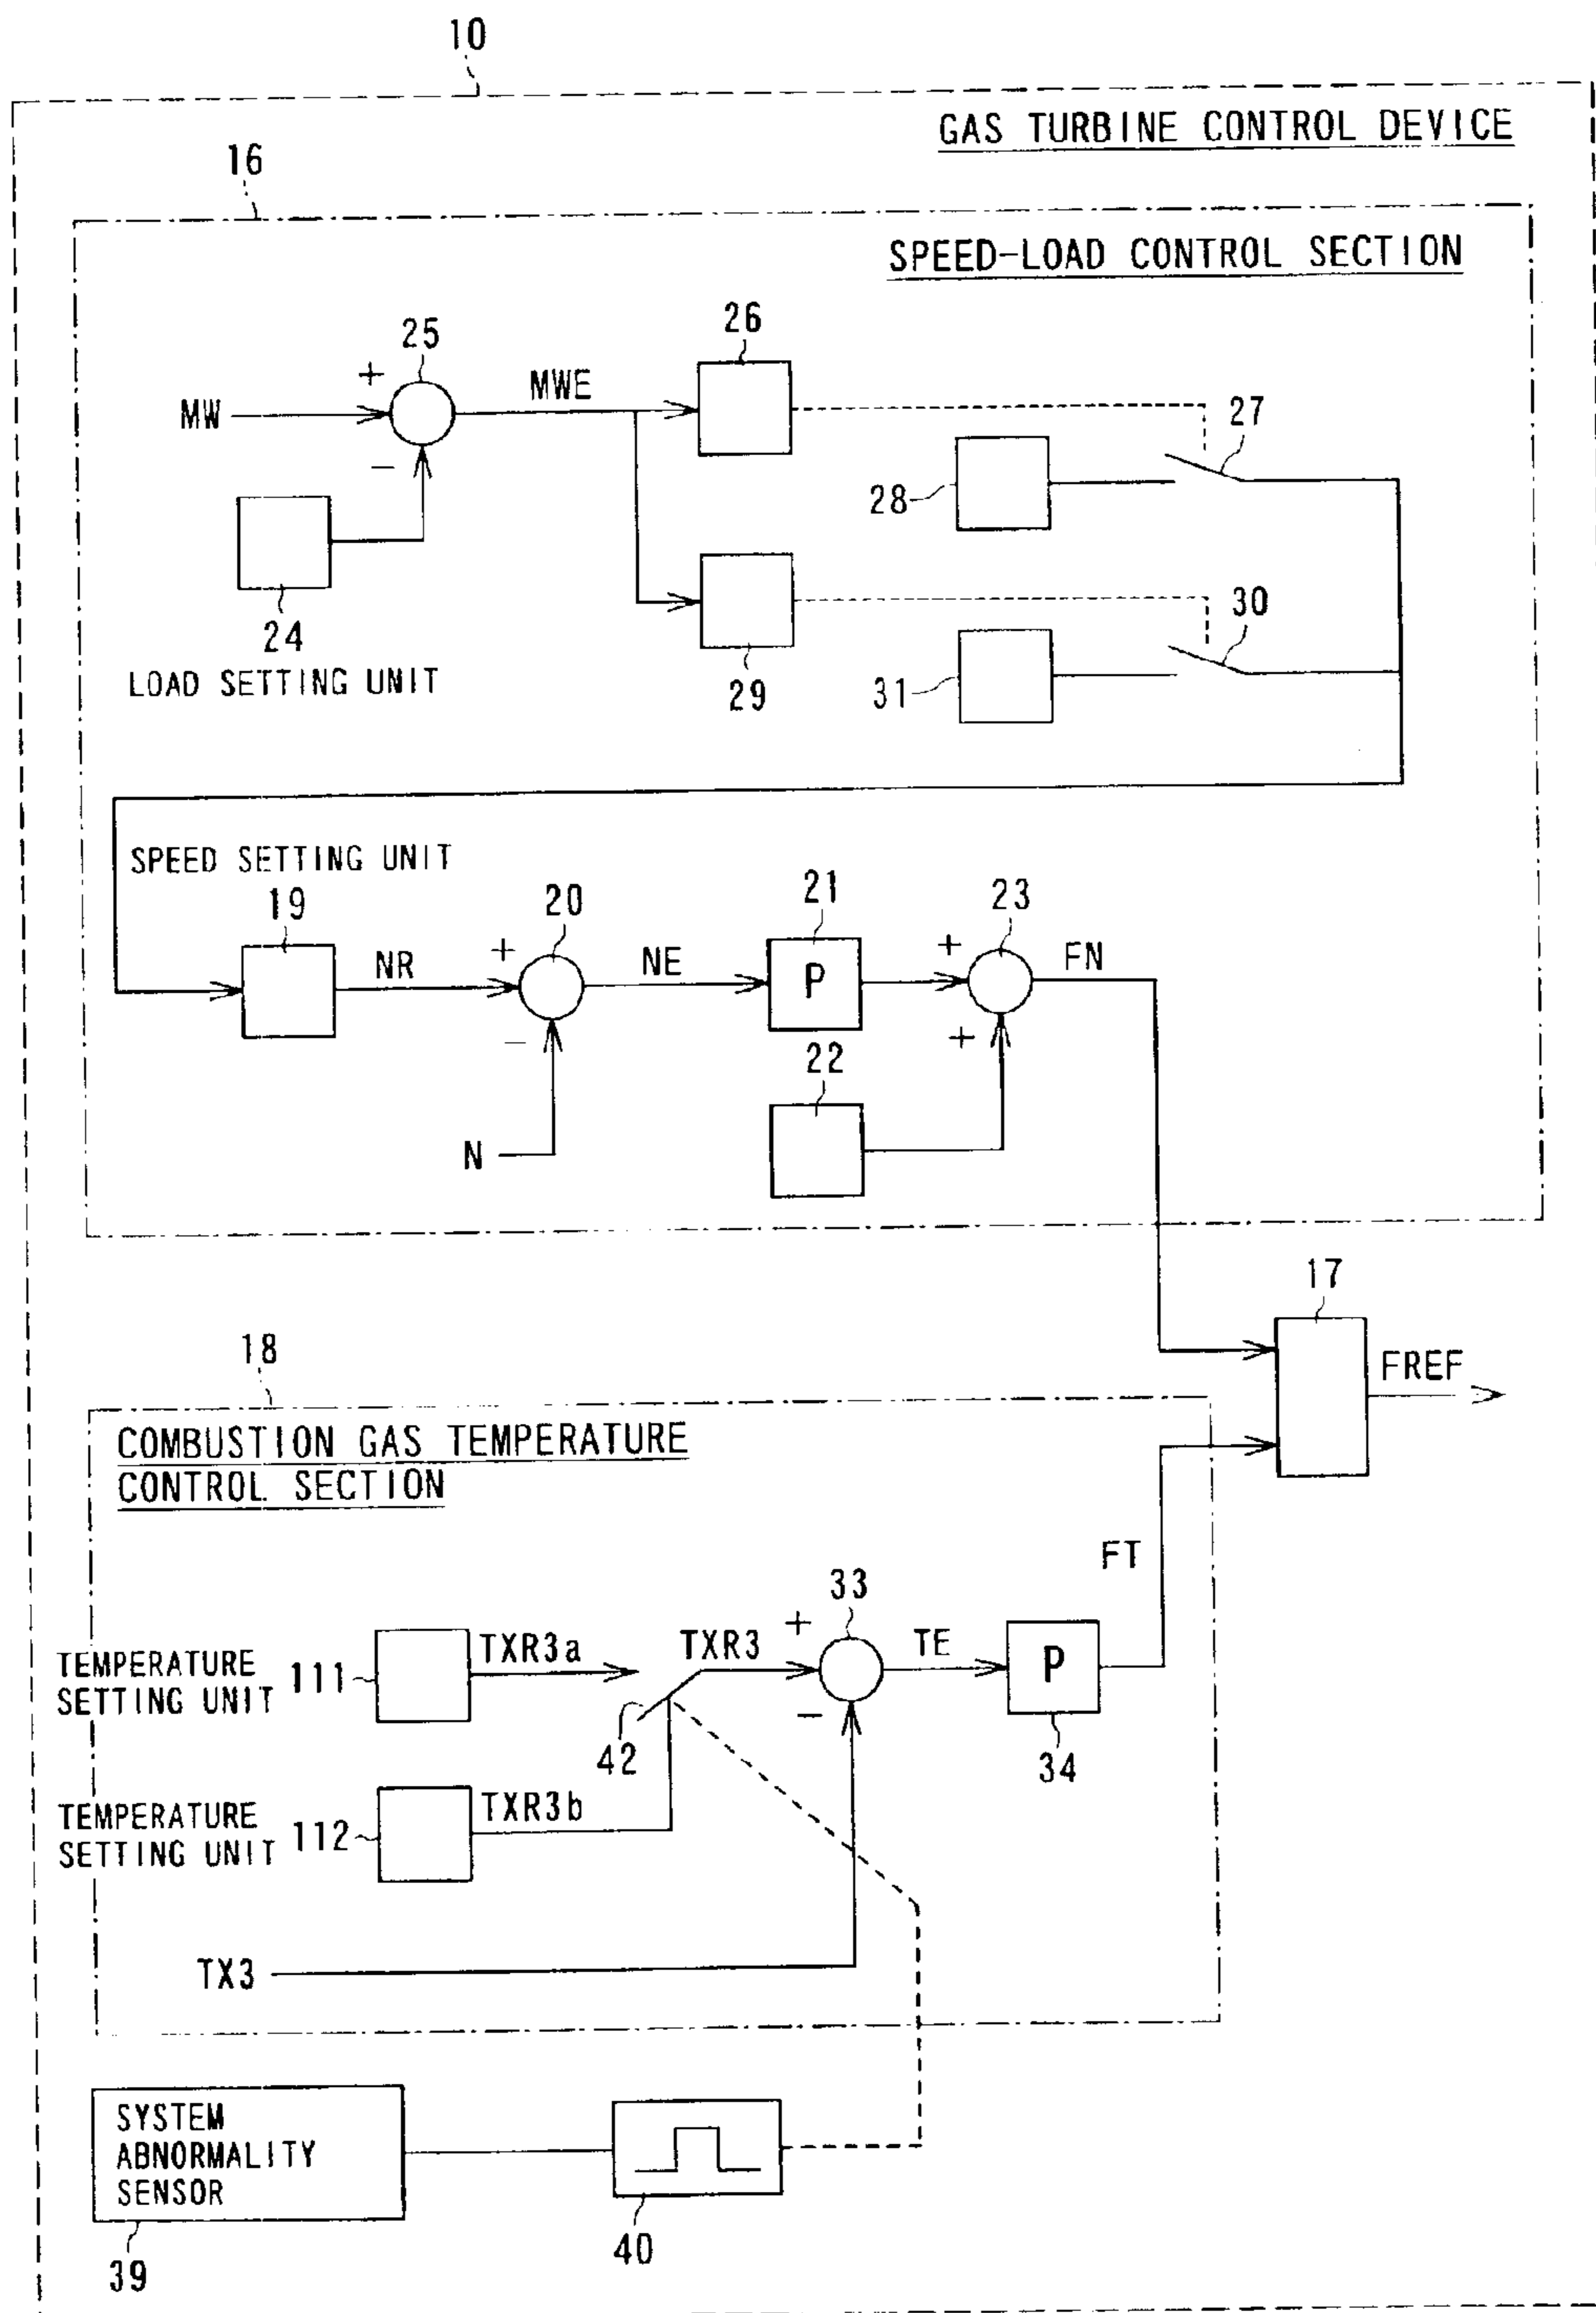 10
GAS TURBINE CONTROL DEVICE
16
SPEED-LOAD CONTROL SECTION
25
26
+
MW
MWE
−
27
28
24
LOAD SETTING UNIT
29
30
31
SPEED SETTING UNIT
19
20
21
23
NR
+
NE
P
+
FN
−
+
22
N
17
18
FREF
COMBUSTION GAS TEMPERATURE
CONTROL SECTION
FT
33
TEMPERATURE
SETTING UNIT
111
TXR3a
TXR3
+
TE
P
−
42
34
TEMPERATURE
SETTING UNIT
112
TXR3b
TX3
SYSTEM
ABNORMALITY
SENSOR
39
40